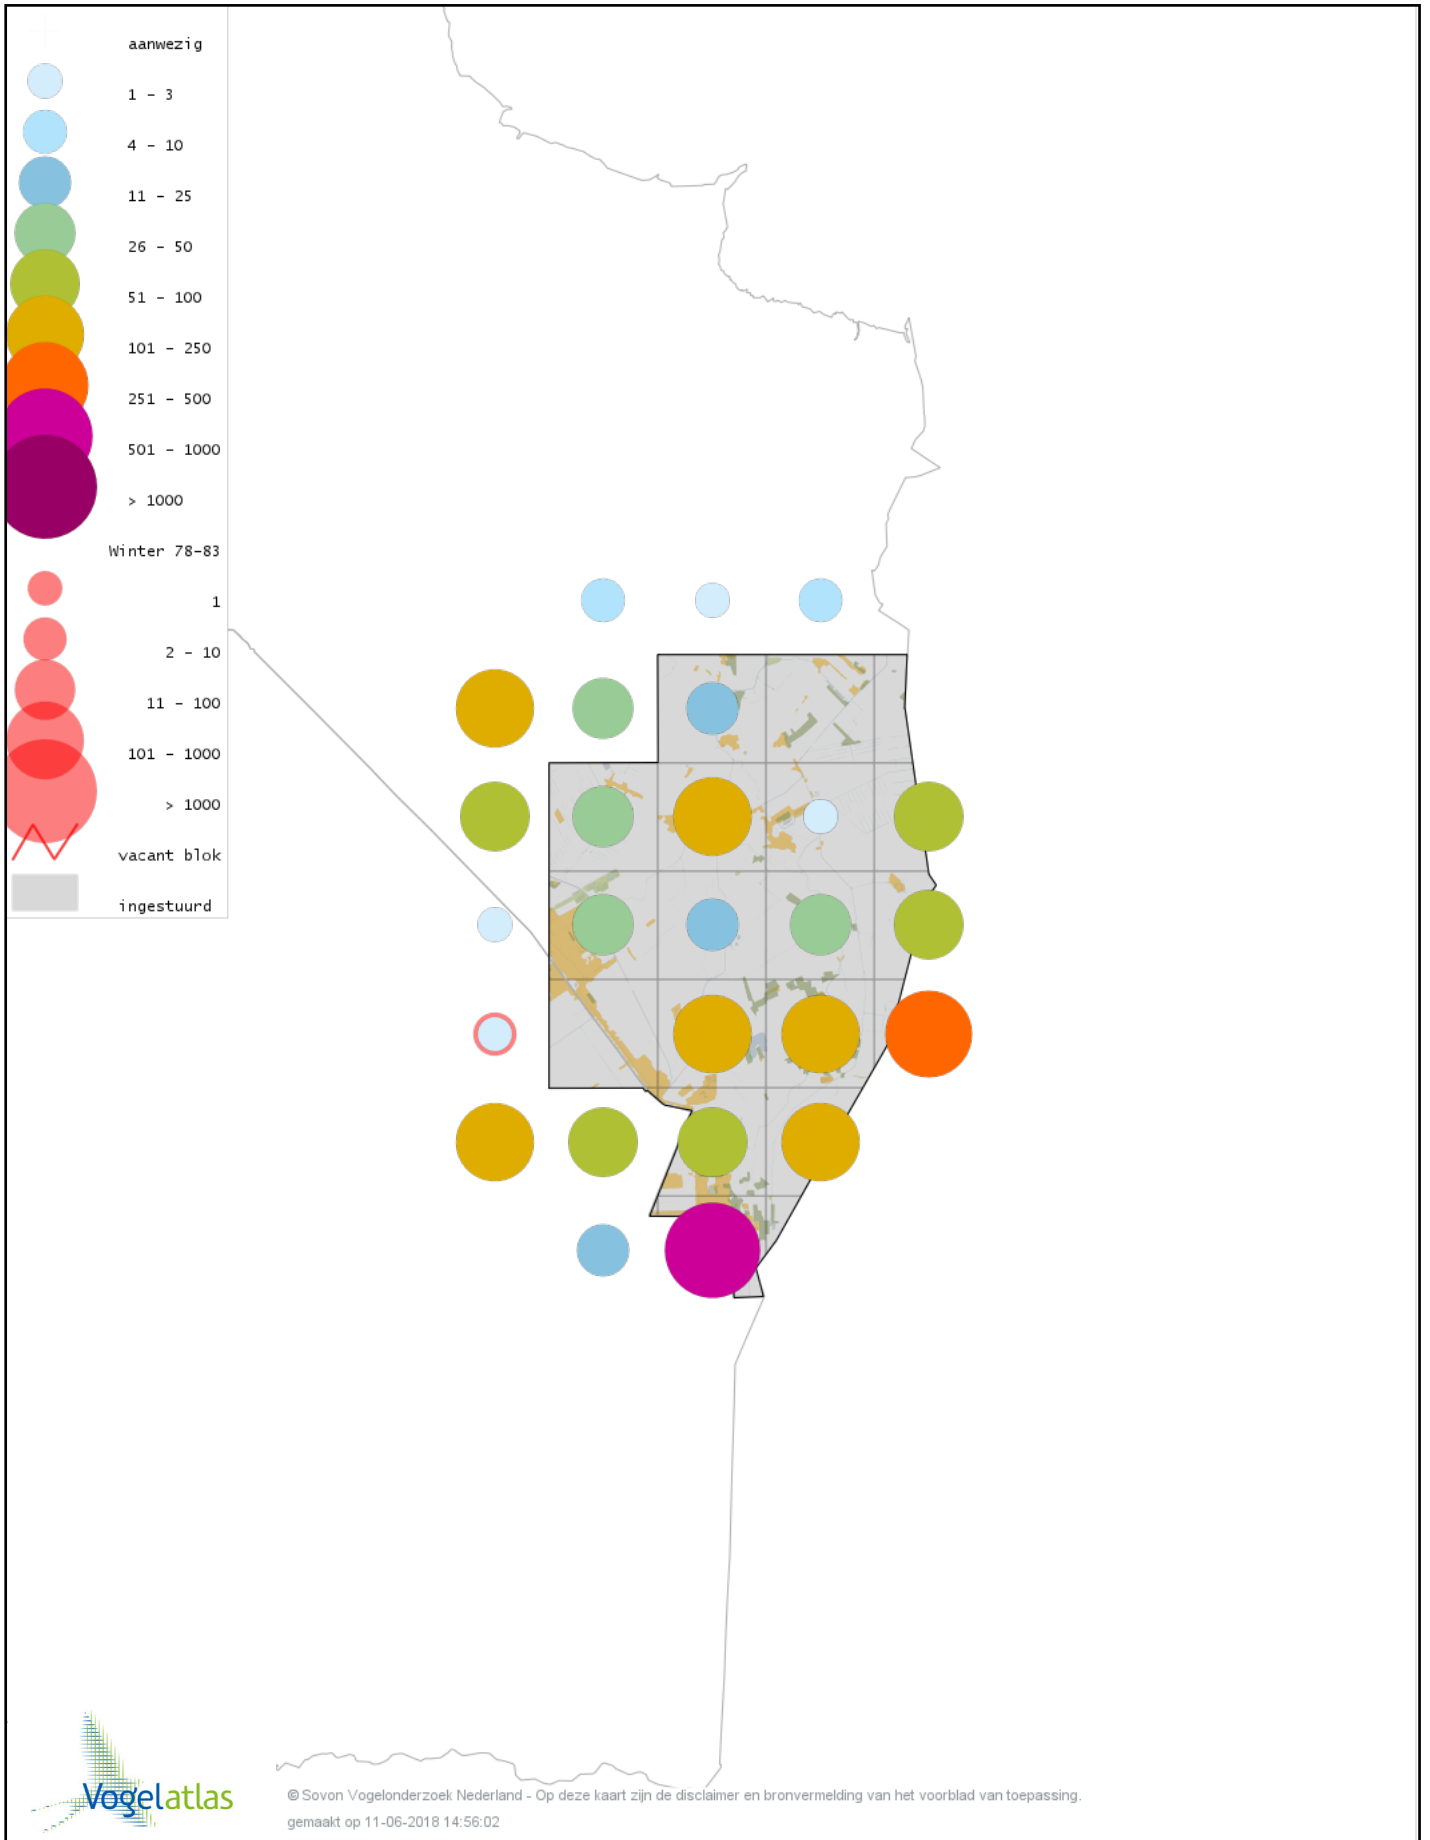 aanwezig
1 - 3
4 - 10
11 - 25
26 - 50
51 - 100
101 - 250
251 - 500
501 - 1000
> 1000
Winter 78-83
1
2 - 10
11 - 100
101 - 1000
> 1000
vacant blok
ingestuurd
Vogelatlas
© Sovon Vogelonderzoek Nederland - Op deze kaart zijn de disclaimer en bronvermelding van het voorblad van toepassing.
gemaakt op 11-06-2018 14:56:02